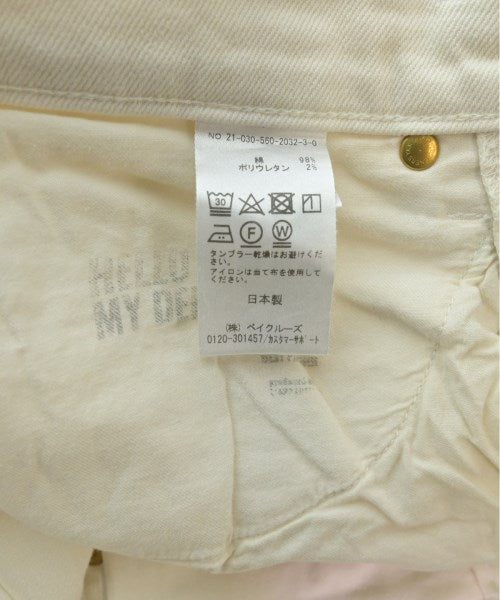 NO 21-030-560-2032-3-0
綿 98%
ポリウレタン 2%
30
F W
タンブラー乾燥はお避けくだ
さい。
アイロンは当て布を使用して
ください。
日本製
(株) ベイクルーズ
0120-301457/カスタマーサポート
HELLO
MY DE